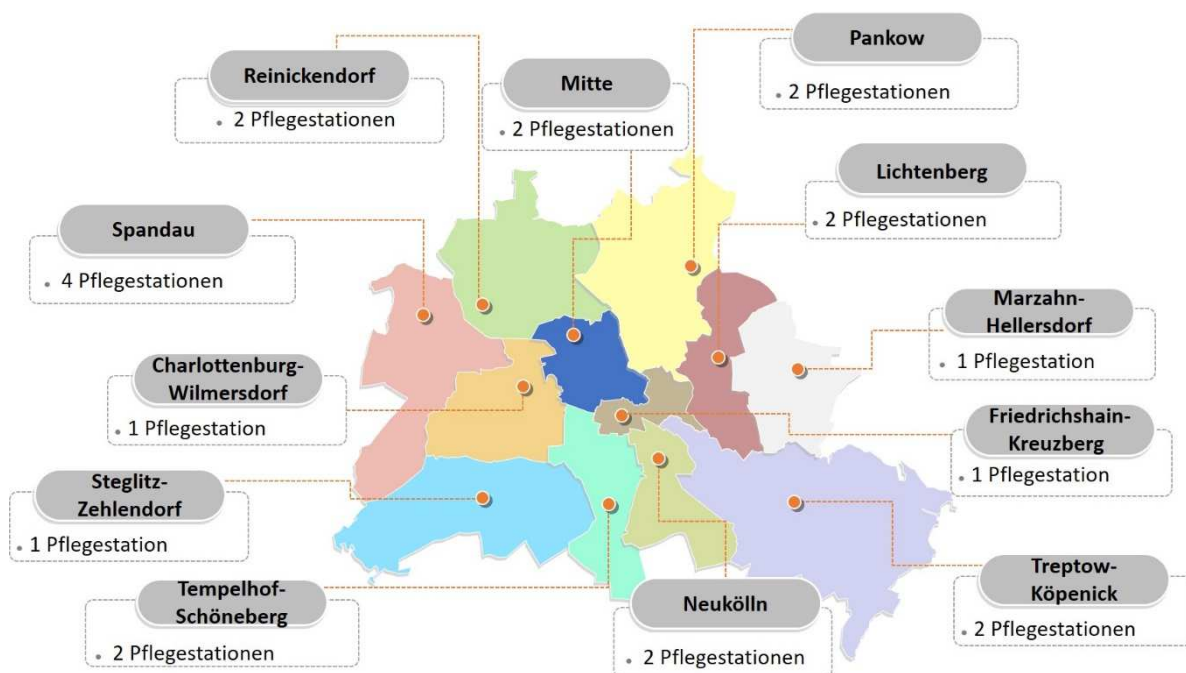 Reinickendorf
• 2 Pflegestationen
Mitte
• 2 Pflegestationen
Pankow
• 2 Pflegestationen
Lichtenberg
• 2 Pflegestationen
Spandau
• 4 Pflegestationen
Marzahn-
Hellersdorf
• 1 Pflegestation
Charlottenburg-
Wilmersdorf
• 1 Pflegestation
Friedrichshain-
Kreuzberg
• 1 Pflegestation
Steglitz-
Zehlendorf
• 1 Pflegestation
Tempelhof-
Schöneberg
• 2 Pflegestationen
Neukölln
• 2 Pflegestationen
Treptow-
Köpenick
• 2 Pflegestationen